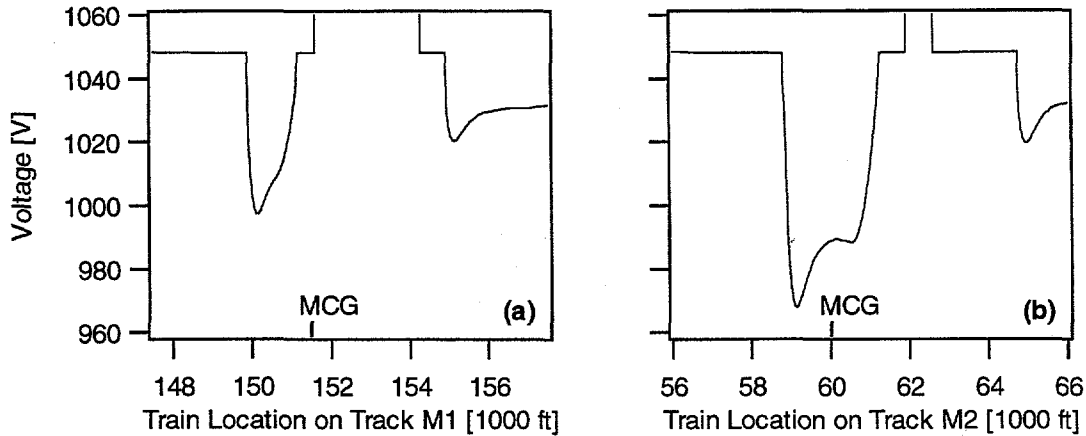 Voltage [V]
1060
1040
1020
1000
980
960
MCG
(a)
148 150 152 154 156
Train Location on Track M1 [1000 ft]
MCG
(b)
56 58 60 62 64 66
Train Location on Track M2 [1000 ft]